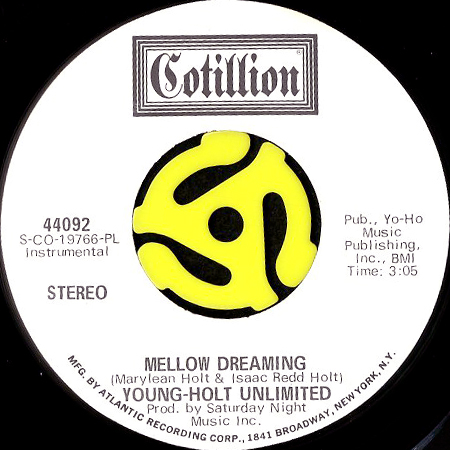 Cotillion®
44092
S-CO-19766-PL
Instrumental
STEREO
Pub., Yo-Ho
Music
Publishing,
Inc., BMI
Time: 3:05
MELLOW DREAMING
(Marylean Holt & Isaac Redd Holt)
YOUNG-HOLT UNLIMITED
Prod. by Saturday Night
Music Inc.
MFG. BY ATLANTIC RECORDING CORP., 1841 BROADWAY, NEW YORK, N.Y.